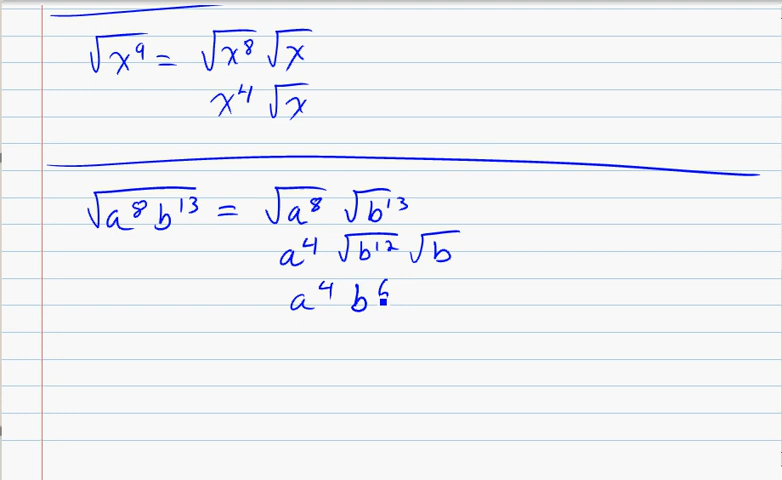 √x⁹ = √x⁸ √x
x⁴ √x
√a⁸b¹³ = √a⁸ √b¹³
a⁴ √b¹² √b
a⁴ b⁶